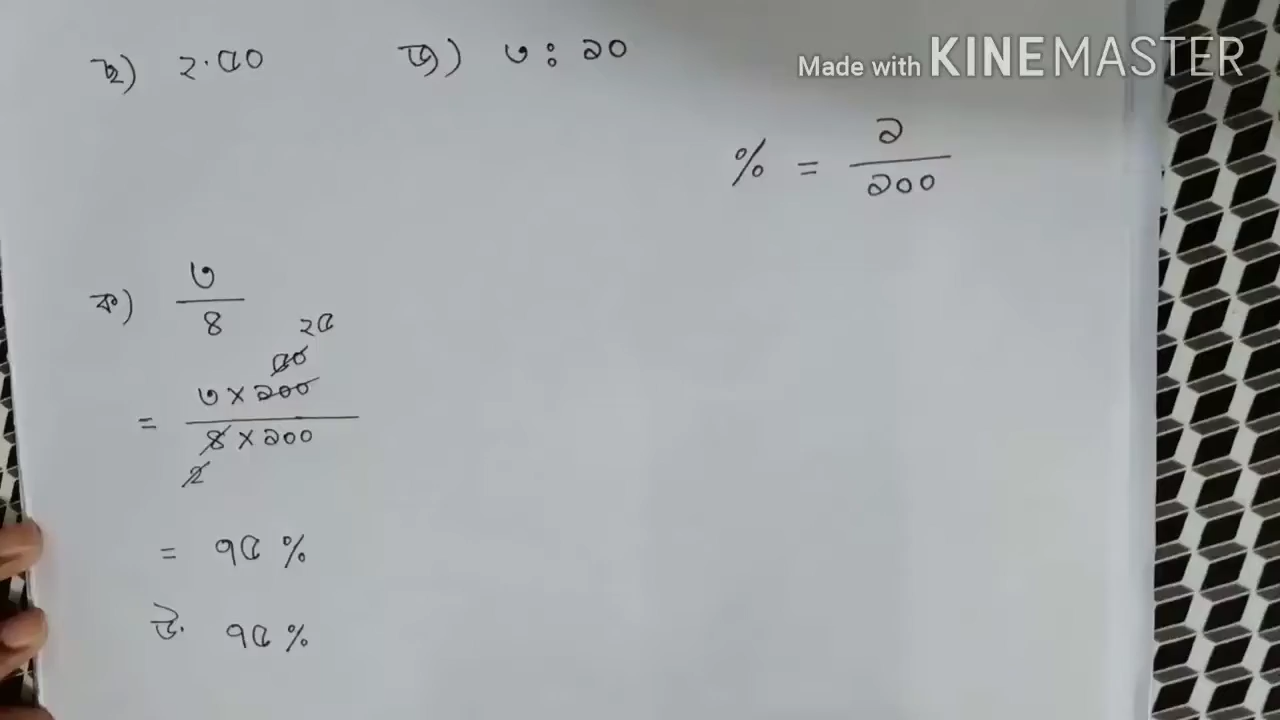 ছ) ২.৫০ জ) ৩ : ১০
Made with KINEMASTER
% = ১
১০০
ক) ৩
৪
২৫
৫০
= ৩ × ১০০
৪ × ১০০
২
= ৭৫ %
উ. ৭৫ %